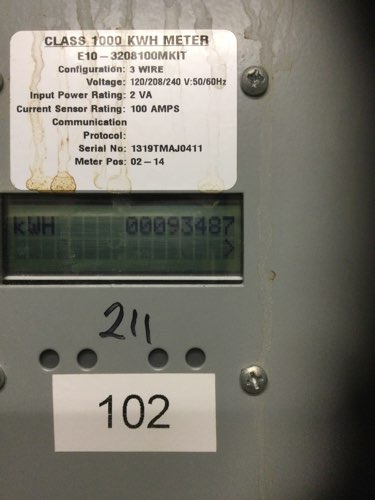 CLASS 1000 KWH METER
E10-3208100MKIT
Configuration: 3 WIRE
Voltage: 120/208/240 V:50/60Hz
Input Power Rating: 2 VA
Current Sensor Rating: 100 AMPS
Communication
Protocol:
Serial No: 1319TMAJ0411
Meter Pos: 02-14
kWH 00093487
>
211
102